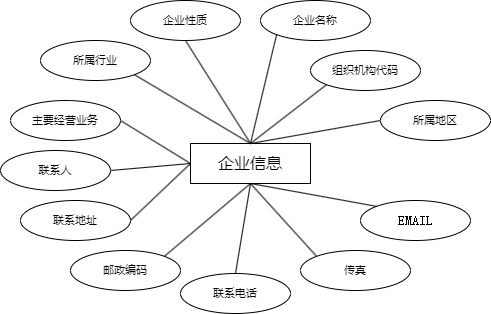 企业性质
企业名称
所属行业
组织机构代码
主要经营业务
所属地区
企业信息
联系人
联系地址
EMAIL
邮政编码
传真
联系电话